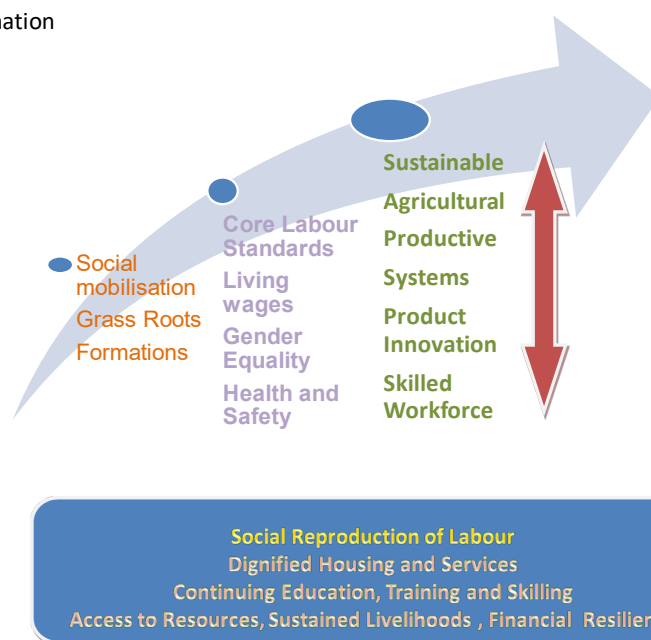 nation
Sustainable
Agricultural
Productive
Systems
Product
Innovation
Skilled
Workforce
Core Labour
Standards
Living
wages
Gender
Equality
Health and
Safety
Social
mobilisation
Grass Roots
Formations
Social Reproduction of Labour
Dignified Housing and Services
Continuing Education, Training and Skilling
Access to Resources, Sustained Livelihoods , Financial Resilien